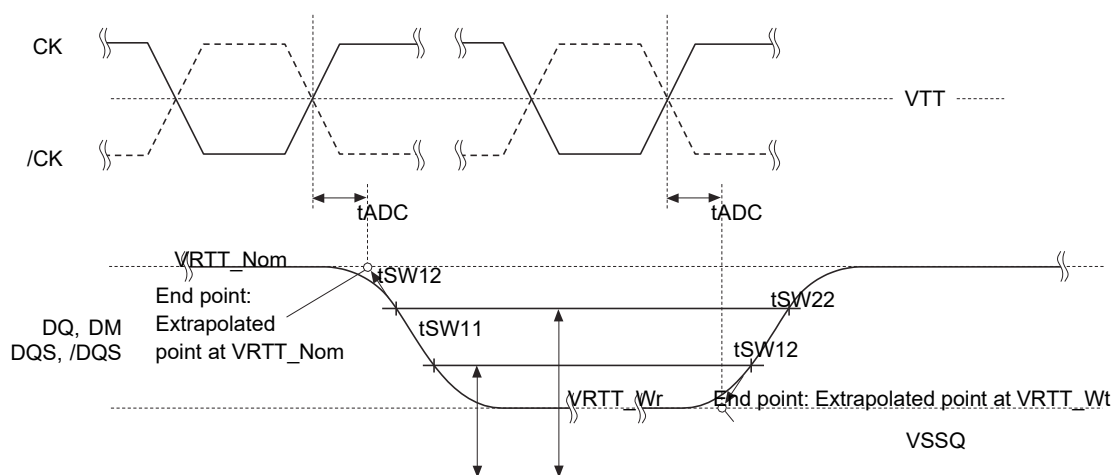 CK
VTT
/CK
tADC
tADC
VRTT_Nom
tSW12
End point:
Extrapolated
point at VRTT_Nom
tSW22
DQ, DM
DQS, /DQS
tSW11
tSW12
VRTT_Wr
End point: Extrapolated point at VRTT_Wt
VSSQ